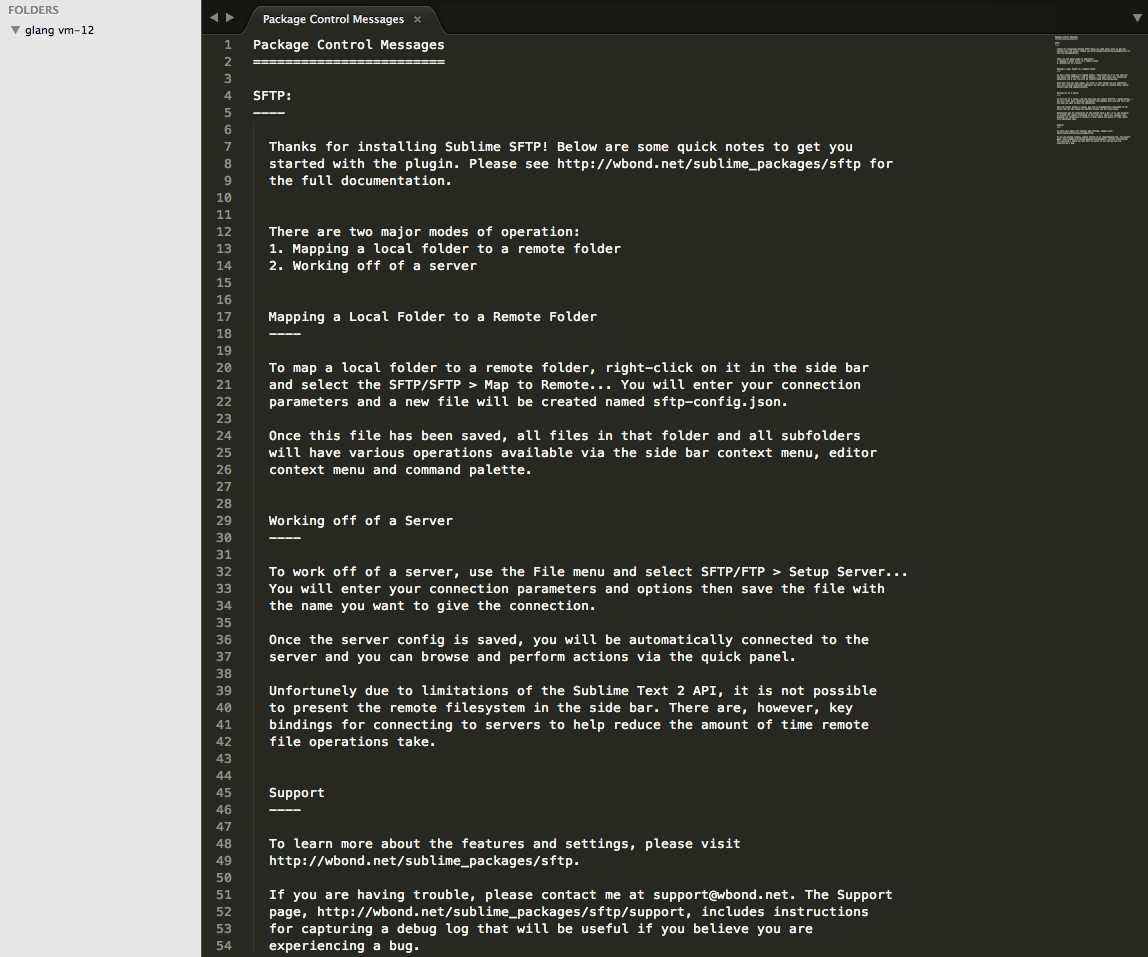 FOLDERS
glang vm-12
Package Control Messages ×
1 Package Control Messages
2 ========================
3
4 SFTP:
5 ----
6
7 Thanks for installing Sublime SFTP! Below are some quick notes to get you
8 started with the plugin. Please see http://wbond.net/sublime_packages/sftp for
9 the full documentation.
10
11
12 There are two major modes of operation:
13 1. Mapping a local folder to a remote folder
14 2. Working off of a server
15
16
17 Mapping a Local Folder to a Remote Folder
18 ----
19
20 To map a local folder to a remote folder, right-click on it in the side bar
21 and select the SFTP/SFTP > Map to Remote... You will enter your connection
22 parameters and a new file will be created named sftp-config.json.
23
24 Once this file has been saved, all files in that folder and all subfolders
25 will have various operations available via the side bar context menu, editor
26 context menu and command palette.
27
28
29 Working off of a Server
30 ----
31
32 To work off of a server, use the File menu and select SFTP/FTP > Setup Server...
33 You will enter your connection parameters and options then save the file with
34 the name you want to give the connection.
35
36 Once the server config is saved, you will be automatically connected to the
37 server and you can browse and perform actions via the quick panel.
38
39 Unfortunely due to limitations of the Sublime Text 2 API, it is not possible
40 to present the remote filesystem in the side bar. There are, however, key
41 bindings for connecting to servers to help reduce the amount of time remote
42 file operations take.
43
44
45 Support
46 ----
47
48 To learn more about the features and settings, please visit
49 http://wbond.net/sublime_packages/sftp.
50
51 If you are having trouble, please contact me at support@wbond.net. The Support
52 page, http://wbond.net/sublime_packages/sftp/support, includes instructions
53 for capturing a debug log that will be useful if you believe you are
54 experiencing a bug.